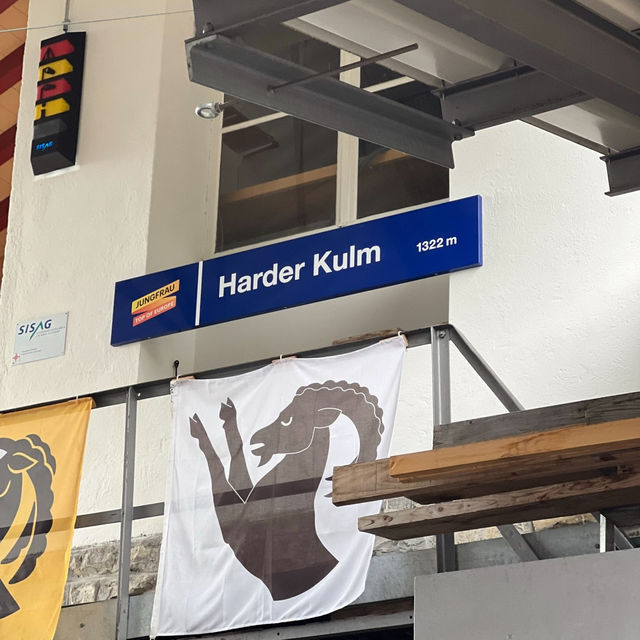 SISAG
JUNGFRAU
TOP OF EUROPE
Harder Kulm
1322 m
SISAG